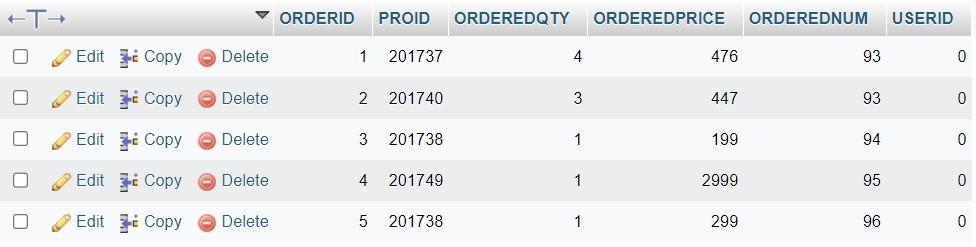 ORDERID PROID ORDEREDQTY ORDEREDPRICE ORDEREDNUM USERID
Edit Copy Delete 1 201737 4 476 93 0
Edit Copy Delete 2 201740 3 447 93 0
Edit Copy Delete 3 201738 1 199 94 0
Edit Copy Delete 4 201749 1 2999 95 0
Edit Copy Delete 5 201738 1 299 96 0